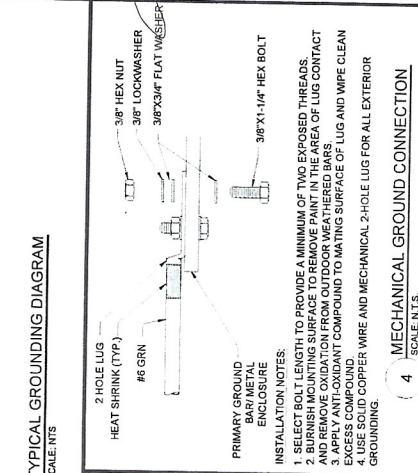 TYPICAL GROUNDING DIAGRAM
SCALE: NTS
2 HOLE LUG
HEAT SHRINK (TYP.)
#6 GRN
3/8" HEX NUT
3/8" LOCKWASHER
3/8"X3/4" FLAT WASHER
3/8"X1-1/4" HEX BOLT
PRIMARY GROUND
BAR/ METAL
ENCLOSURE
INSTALLATION NOTES:
1. SELECT BOLT LENGTH TO PROVIDE A MINIMUM OF TWO EXPOSED THREADS.
2. BURNISH MOUNTING SURFACE TO REMOVE PAINT IN THE AREA OF LUG CONTACT
AND REMOVE OXIDATION FROM OUTDOOR WEATHERED BARS.
3. APPLY ANTI-OXIDANT COMPOUND TO MATING SURFACE OF LUG AND WIPE CLEAN
EXCESS COMPOUND.
4. USE SOLID COPPER WIRE AND MECHANICAL 2-HOLE LUG FOR ALL EXTERIOR
GROUNDING.
4 MECHANICAL GROUND CONNECTION
SCALE: N.T.S.